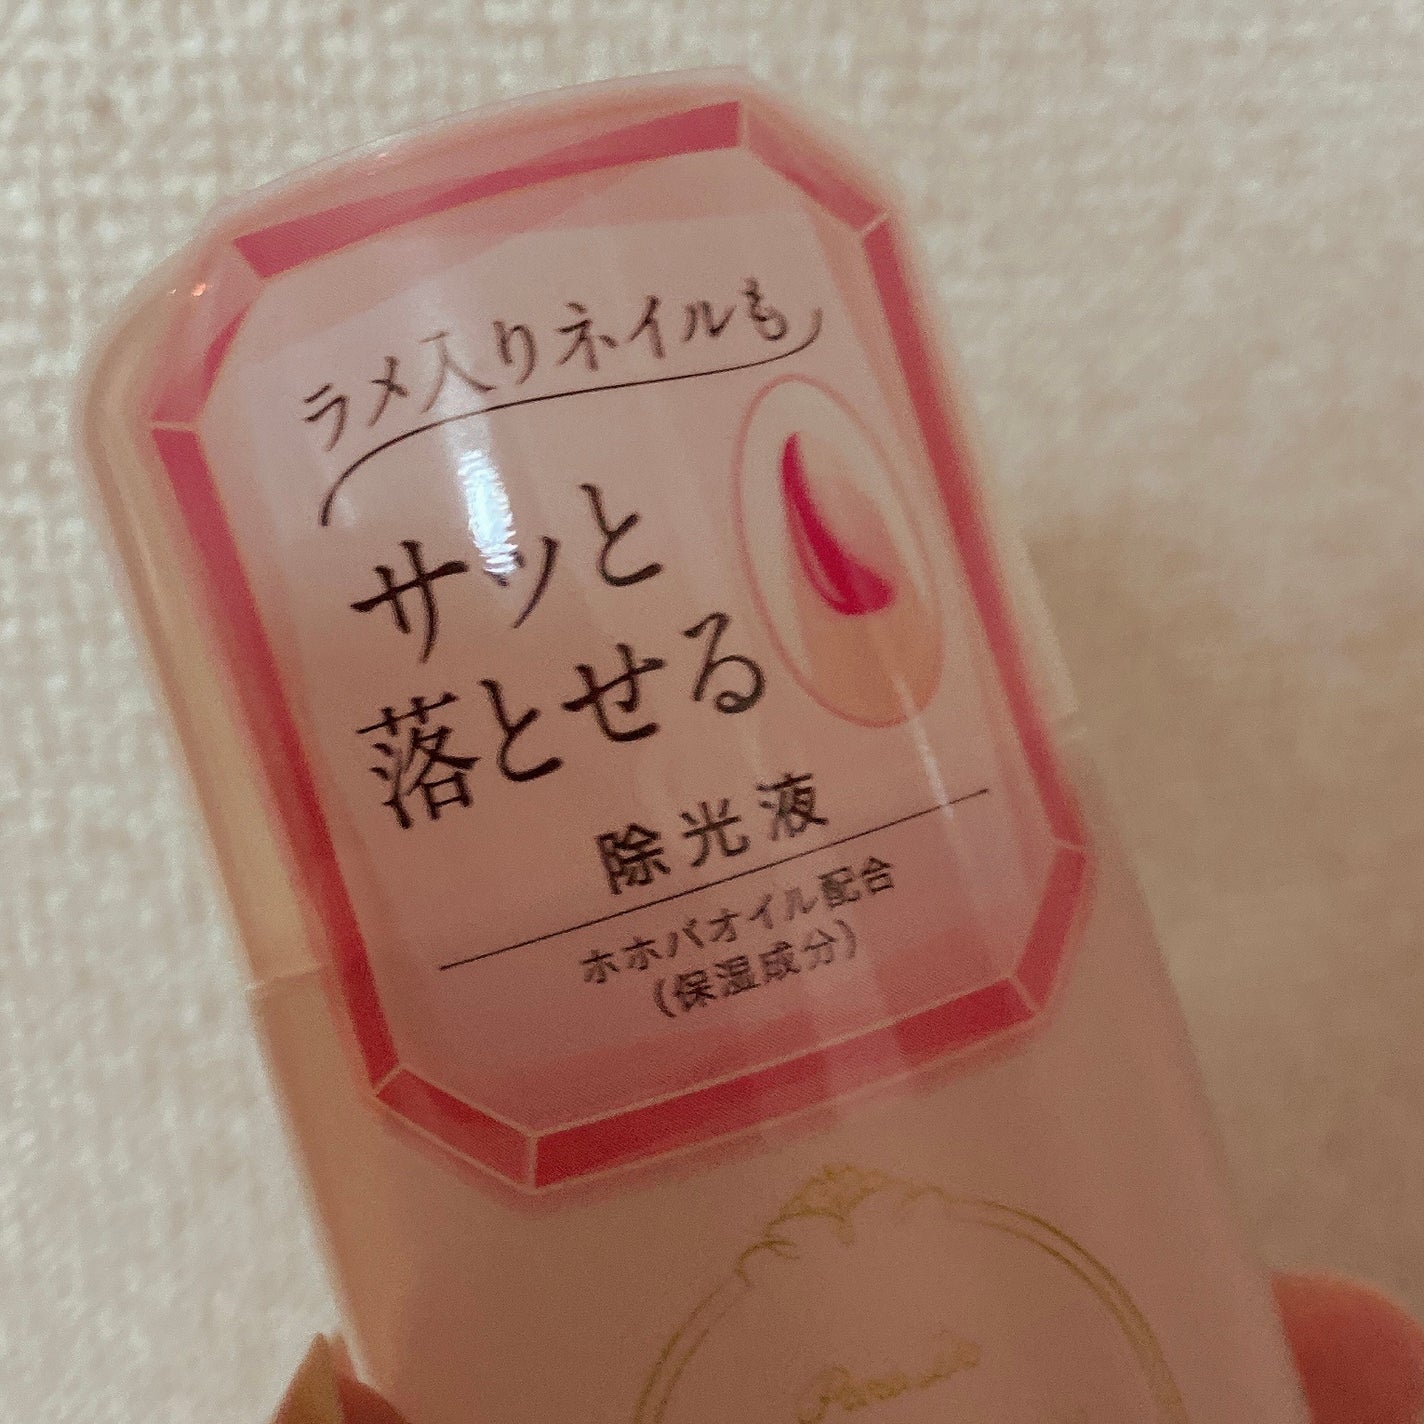 ラメ入りネイルも
サッと
落とせる
除光液
ホホバオイル配合
(保湿成分)